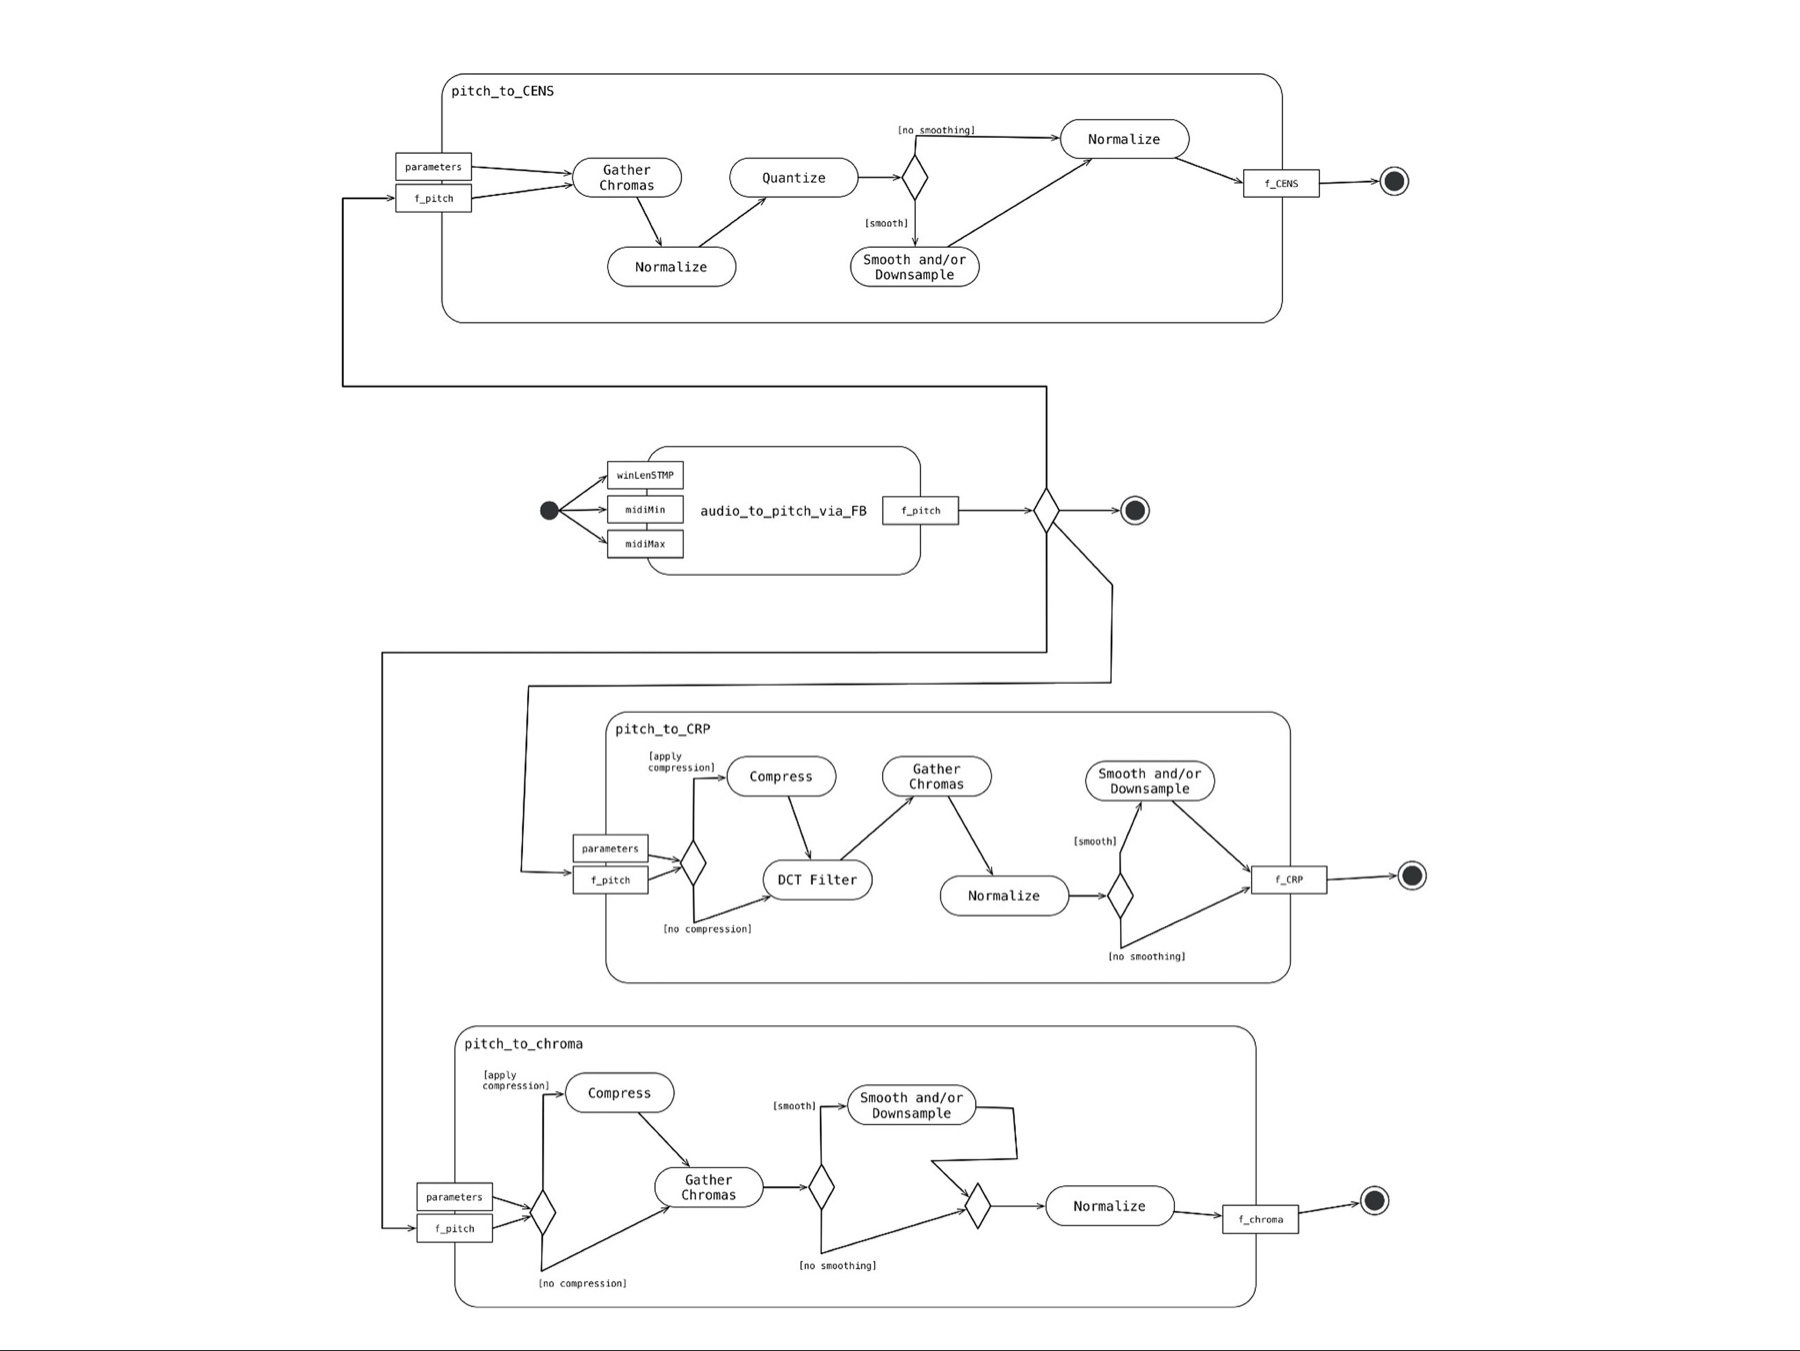 pitch_to_CENS
parameters
f_pitch
Gather
Chromas
Normalize
Quantize
[no smoothing]
[smooth]
Smooth and/or
Downsample
Normalize
f_CENS
winLenSTMP
midiMin
midiMax
audio_to_pitch_via_FB
f_pitch
pitch_to_CRP
[apply
compression]
Compress
parameters
f_pitch
[no compression]
DCT Filter
Gather
Chromas
Normalize
[smooth]
Smooth and/or
Downsample
[no smoothing]
f_CRP
pitch_to_chroma
[apply
compression]
Compress
parameters
f_pitch
[no compression]
Gather
Chromas
[smooth]
Smooth and/or
Downsample
[no smoothing]
Normalize
f_chroma